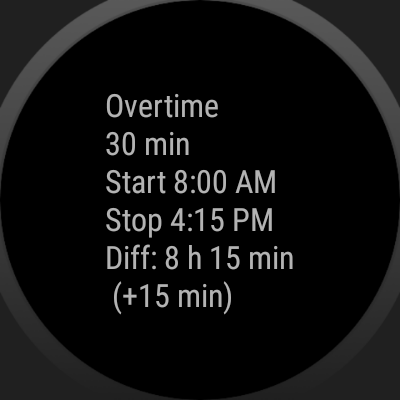 Overtime
30 min
Start 8:00 AM
Stop 4:15 PM
Diff: 8 h 15 min
(+15 min)